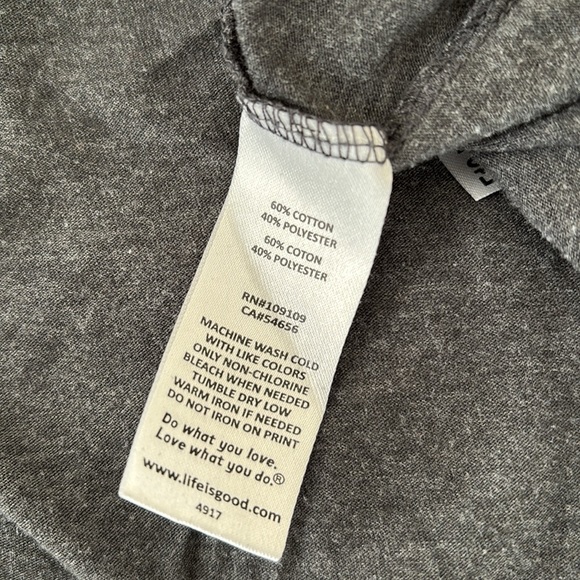 60% COTTON
40% POLYESTER
60% COTON
40% POLYESTER
RN#109109
CA#54656
MACHINE WASH COLD
WITH LIKE COLORS
ONLY NON-CHLORINE
BLEACH WHEN NEEDED
TUMBLE DRY LOW
WARM IRON IF NEEDED
DO NOT IRON ON PRINT
Do what you love.
Love what you do.®
www.lifeisgood.com
4917